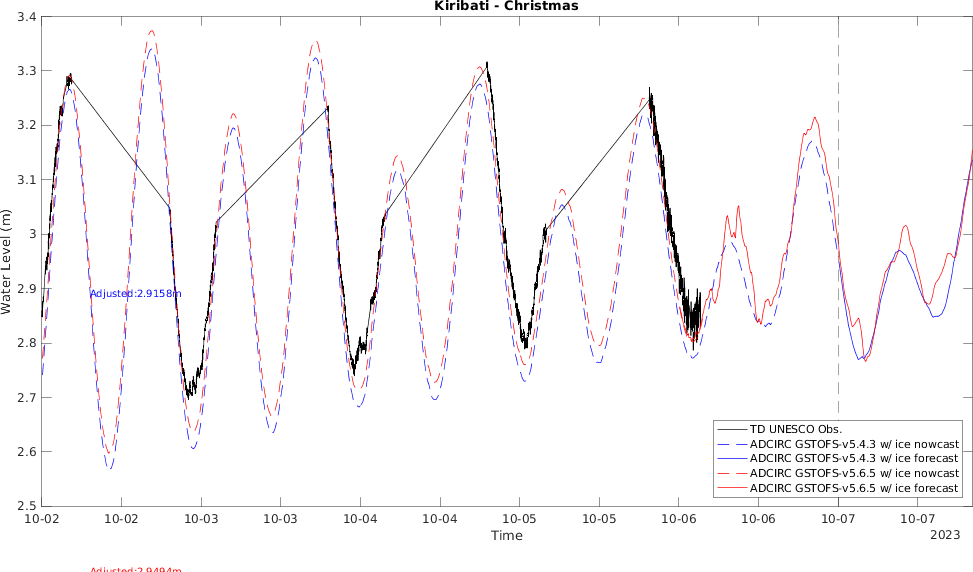 Kiribati - Christmas
3.4
3.3
3.2
3.1
3
2.9
2.8
2.7
2.6
2.5
Water Level (m)
Adjusted:2.9158m
TD UNESCO Obs.
ADCIRC GSTOFS-v5.4.3 w/ ice nowcast
ADCIRC GSTOFS-v5.4.3 w/ ice forecast
ADCIRC GSTOFS-v5.6.5 w/ ice nowcast
ADCIRC GSTOFS-v5.6.5 w/ ice forecast
10-02 10-02 10-03 10-03 10-04 10-04 10-05 10-05 10-06 10-06 10-07 10-07
Time
2023
Adjusted:2.9494m